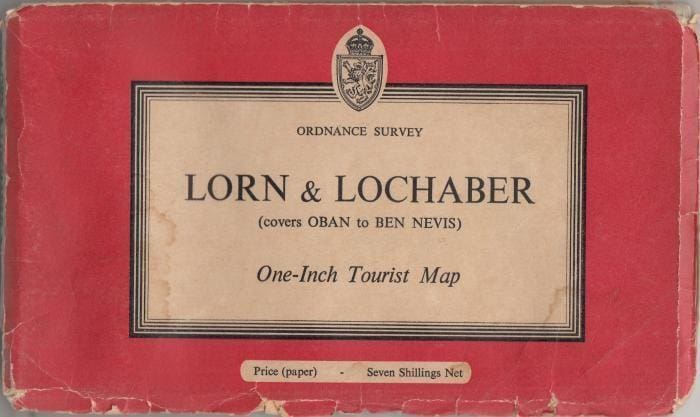 ORDNANCE SURVEY
LORN & LOCHABER
(covers OBAN to BEN NEVIS)
One-Inch Tourist Map
Price (paper) - Seven Shillings Net